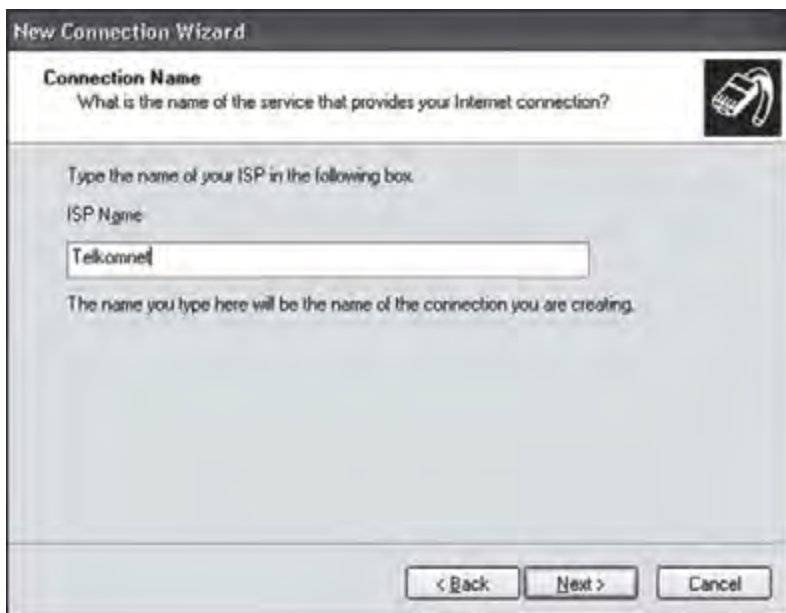 New Connection Wizard
Connection Name
What is the name of the service that provides your Internet connection?
Type the name of your ISP in the following box.
ISP Name
Telkomnet
The name you type here will be the name of the connection you are creating.
< Back
Next >
Cancel